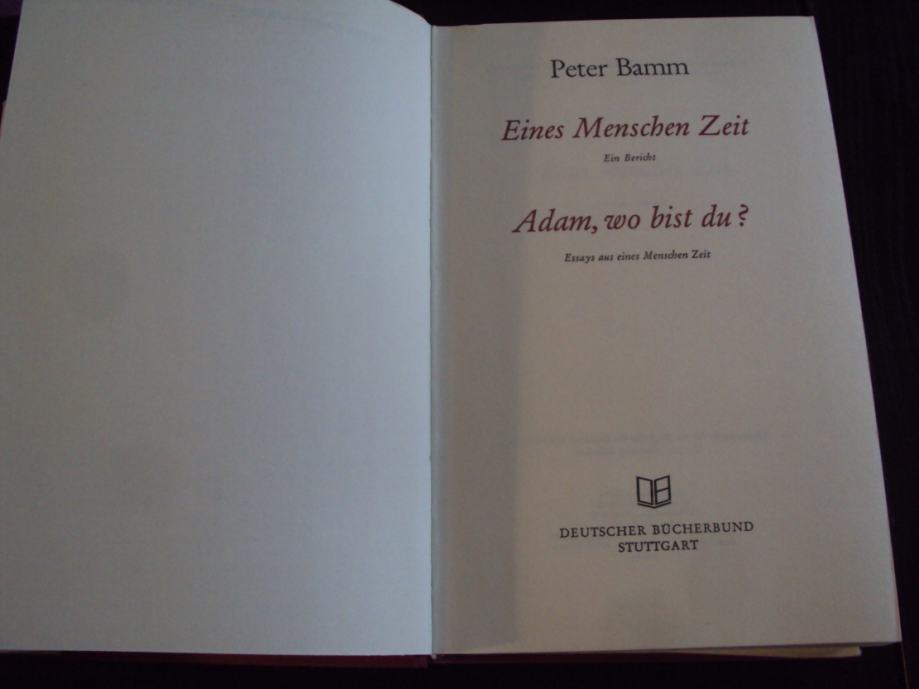 Peter Bamm
Eines Menschen Zeit
Ein Bericht
Adam, wo bist du?
Essays aus eines Menschen Zeit
DEUTSCHER BÜCHERBUND
STUTTGART